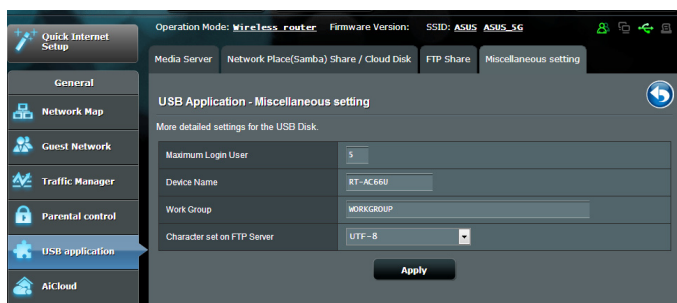 Quick Internet
Setup
Operation Mode: Wireless router Firmware Version: SSID: ASUS ASUS_5G
Media Server Network Place(Samba) Share / Cloud Disk FTP Share Miscellaneous setting
General
Network Map
Guest Network
Traffic Manager
Parental control
USB application
AiCloud
USB Application - Miscellaneous setting
More detailed settings for the USB Disk.
Maximum Login User 5
Device Name RT-AC66U
Work Group WORKGROUP
Character set on FTP Server UTF-8
Apply